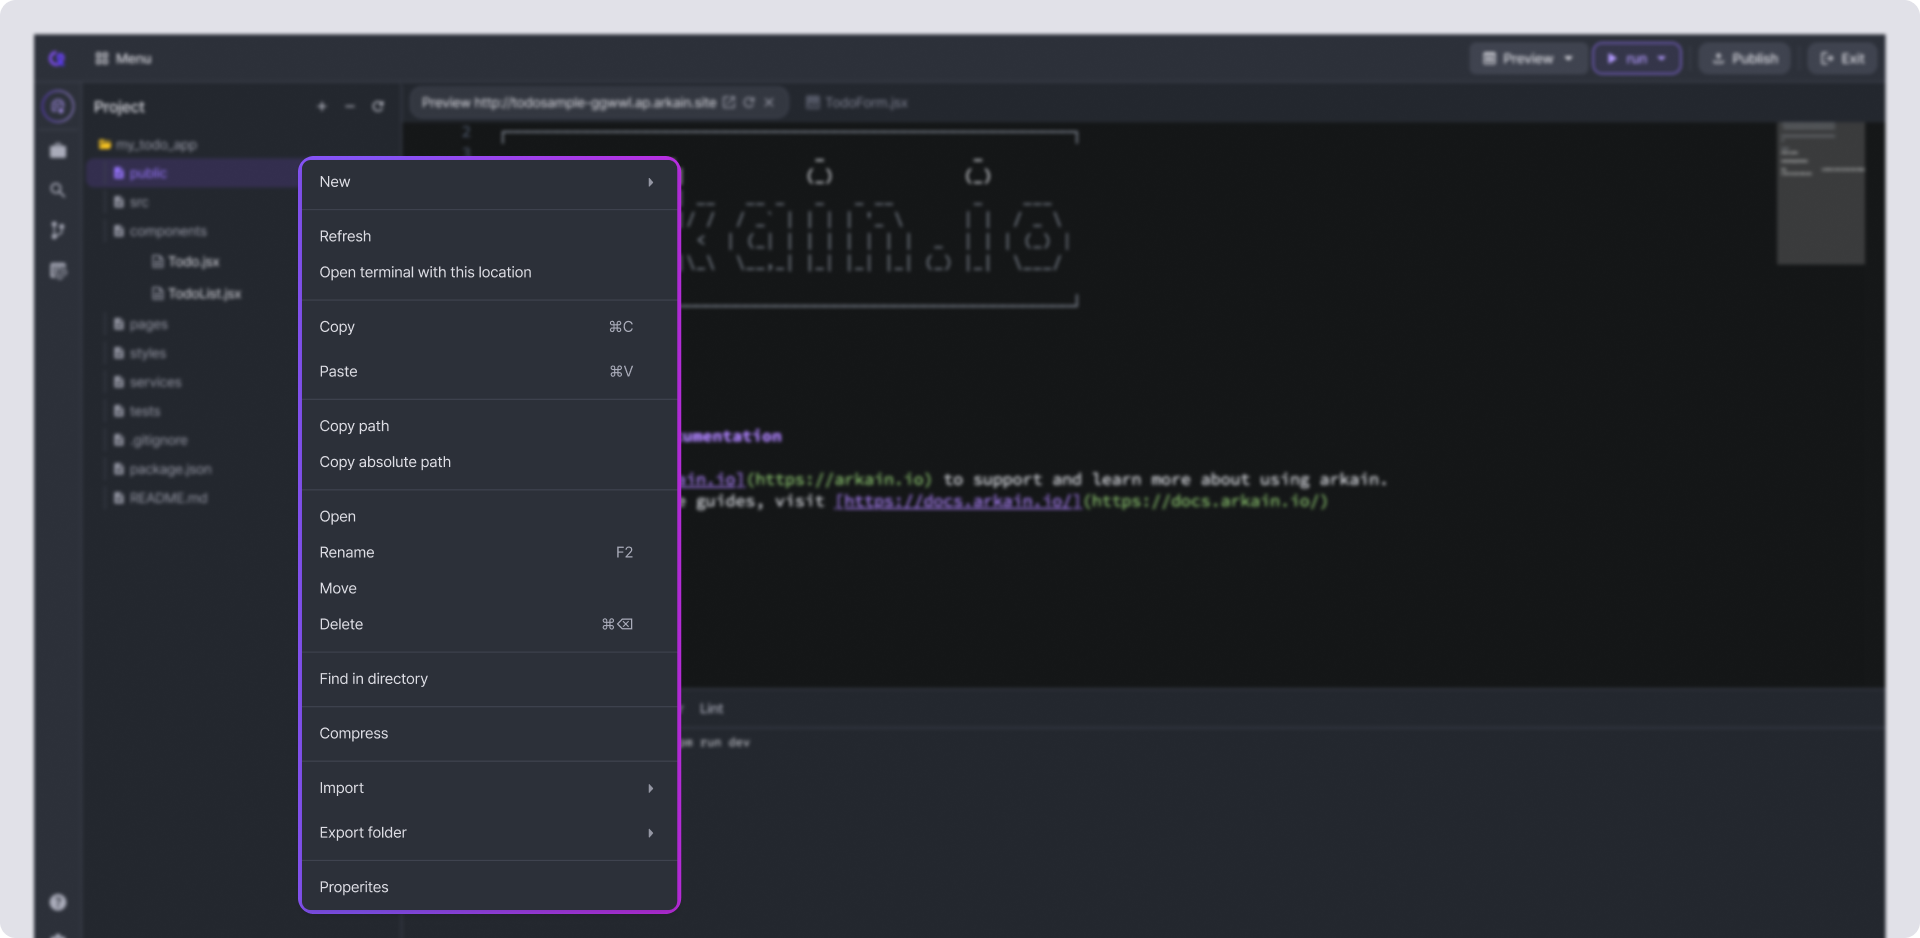 Menu
Preview
run
Publish
Exit
Project
Preview http://todosample-ggwwl.ap.arkain.site
TodoForm.jsx
my_todo_app
public
src
components
Todo.jsx
TodoList.jsx
pages
styles
services
tests
.gitignore
package.json
README.md
New
Refresh
Open terminal with this location
Copy ⌘C
Paste ⌘V
Copy path
Copy absolute path
Open
Rename F2
Move
Delete ⌘⌫
Find in directory
Compress
Import
Export folder
Properites
2
3
umentation
ain.io](https://arkain.io) to support and learn more about using arkain.
e guides, visit [https://docs.arkain.io/](https://docs.arkain.io/)
Lint
om run dev